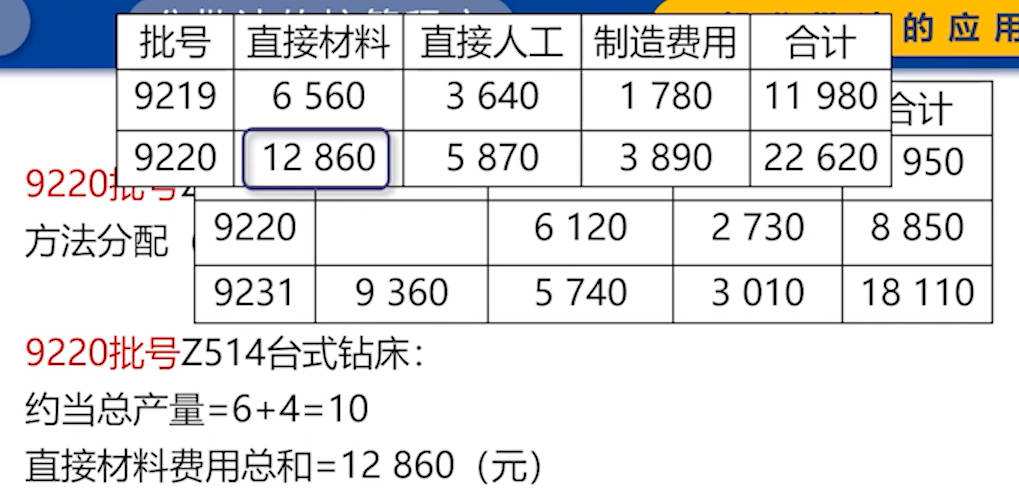 的应用
批号 直接材料 直接人工 制造费用 合计
9219 6 560 3 640 1 780 11 980
9220 12 860 5 870 3 890 22 620
合计
950
9220 6 120 2 730 8 850
9231 9 360 5 740 3 010 18 110
9220批号
方法分配
9220批号Z514台式钻床：
约当总产量=6+4=10
直接材料费用总和=12 860（元）